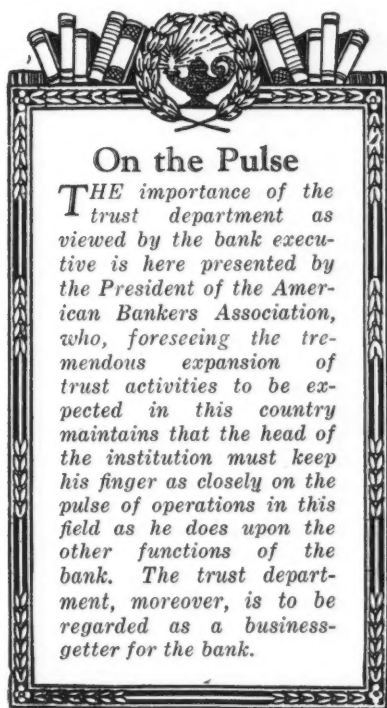 On the Pulse
THE importance of the
trust department as
viewed by the bank execu-
tive is here presented by
the President of the Amer-
ican Bankers Association,
who, foreseeing the tre-
mendous expansion of
trust activities to be ex-
pected in this country
maintains that the head of
the institution must keep
his finger as closely on the
pulse of operations in this
field as he does upon the
other functions of the
bank. The trust depart-
ment, moreover, is to be
regarded as a business-
getter for the bank.